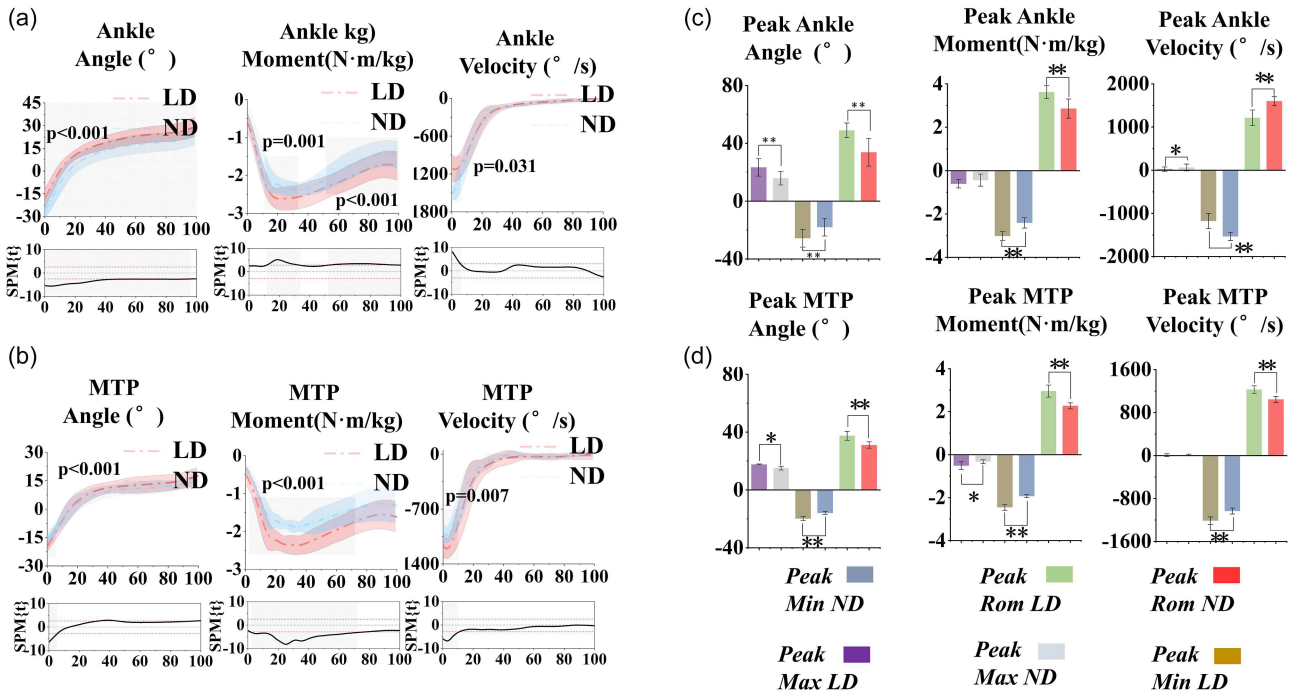 (a)
Ankle
Angle (°)
LD
ND
p<0.001
45
30
15
0
-15
-30
0 20 40 60 80 100
SPM{t}
10
0
-10
0 20 40 60 80 100
Ankle kg)
Moment(N·m/kg)
LD
ND
p=0.001
p<0.001
0
-1
-2
-3
0 20 40 60 80 100
10
0
-10
0 20 40 60 80 100
Ankle
Velocity (°/s)
LD
ND
p=0.031
0
-600
1200
1800
0 20 40 60 80 100
10
0
-10
0 20 40 60 80 100
(b)
MTP
Angle (°)
LD
ND
p<0.001
30
15
0
-15
-30
0 20 40 60 80 100
SPM{t}
10
0
-10
0 20 40 60 80 100
MTP
Moment(N·m/kg)
LD
ND
p<0.001
0
-1
-2
-3
0 20 40 60 80 100
10
0
-10
0 20 40 60 80 100
MTP
Velocity (°/s)
LD
ND
p=0.007
0
-700
1400
0 20 40 60 80 100
10
0
-10
0 20 40 60 80 100
(c)
Peak Ankle
Angle (°)
80
40
0
-40
**
**
**
Peak Ankle
Moment(N·m/kg)
4
2
0
-2
-4
**
**
Peak Ankle
Velocity (°/s)
2000
1000
0
-1000
-2000
*
**
**
(d)
Peak MTP
Angle (°)
80
40
0
-40
*
**
**
Peak MTP
Moment(N·m/kg)
4
2
0
-2
-4
*
**
**
Peak MTP
Velocity (°/s)
1600
800
0
-800
-1600
**
**
Peak
Min ND
Peak
Rom LD
Peak
Rom ND
Peak
Max LD
Peak
Max ND
Peak
Min LD